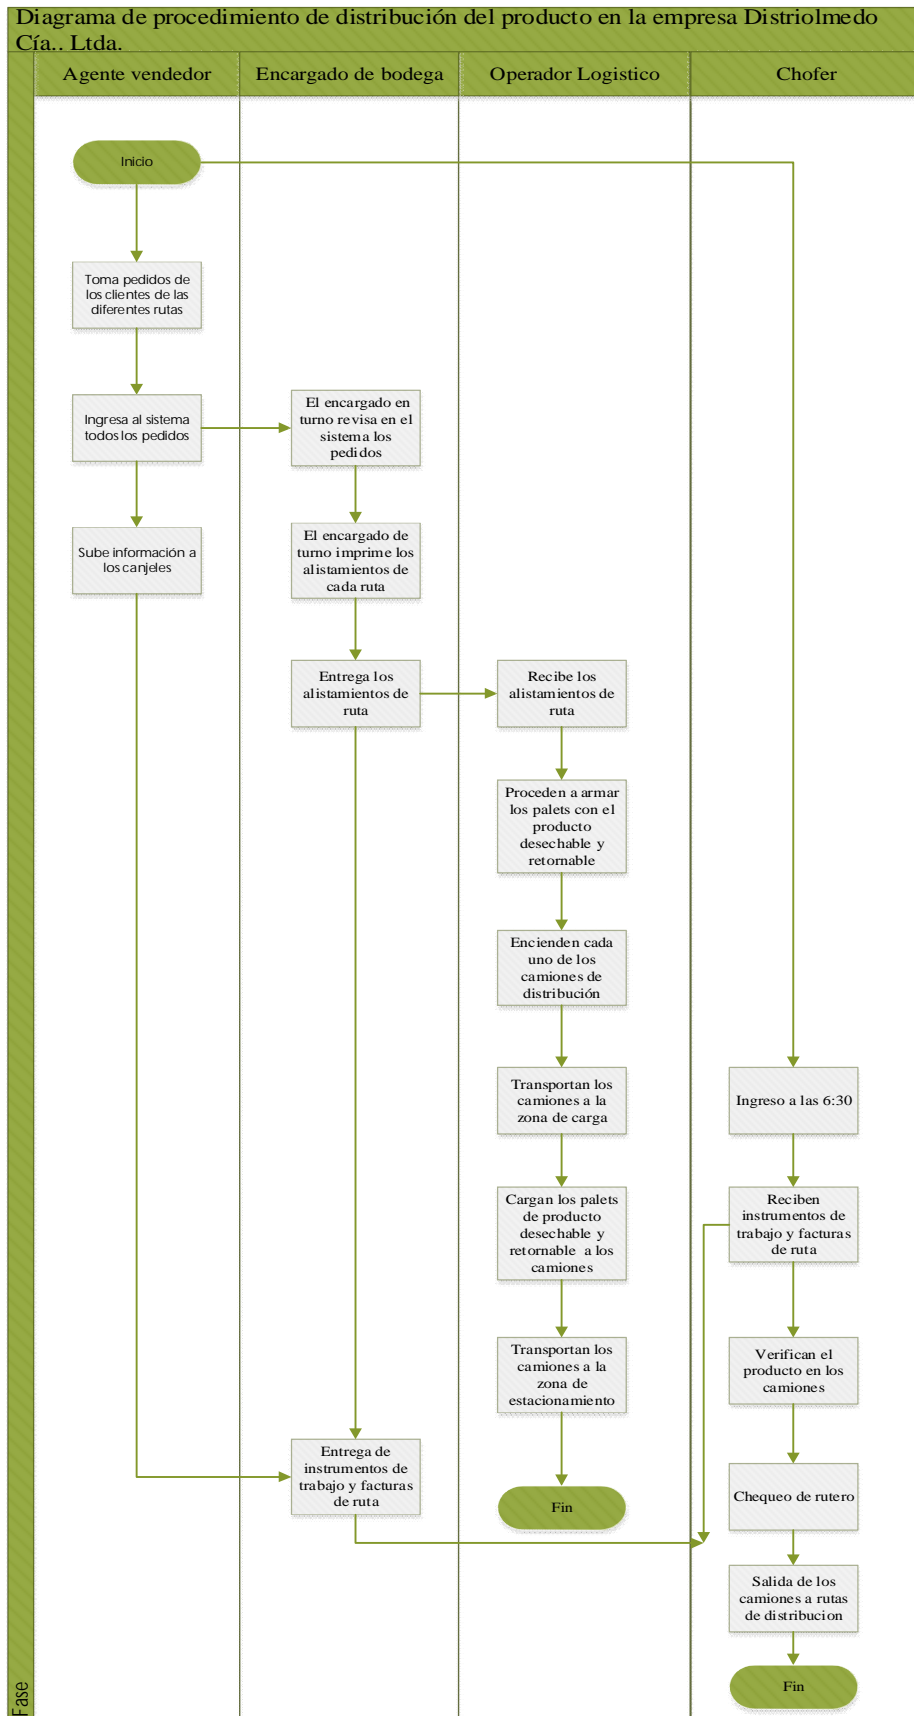 Diagrama de procedimiento de distribución del producto en la empresa Distriolmedo
Cía.. Ltda.
Agente vendedor
Encargado de bodega
Operador Logistico
Chofer
Inicio
Toma pedidos de
los clientes de las
diferentes rutas
Ingresa al sistema
todos los pedidos
El encargado en
turno revisa en el
sistema los
pedidos
Sube información a
los canjeles
El encargado de
turno imprime los
alistamientos de
cada ruta
Entrega los
alistamientos de
ruta
Recibe los
alistamientos de
ruta
Proceden a armar
los palets con el
producto
desechable y
retornable
Encienden cada
uno de los
camiones de
distribución
Transportan los
camiones a la
zona de carga
Ingreso a las 6:30
Cargan los palets
de producto
desechable y
retornable a los
camiones
Reciben
instrumentos de
trabajo y facturas
de ruta
Transportan los
camiones a la
zona de
estacionamiento
Verifican el
producto en los
camiones
Entrega de
instrumentos de
trabajo y facturas
de ruta
Fin
Chequeo de rutero
Salida de los
camiones a rutas
de distribucion
Fin
Fase